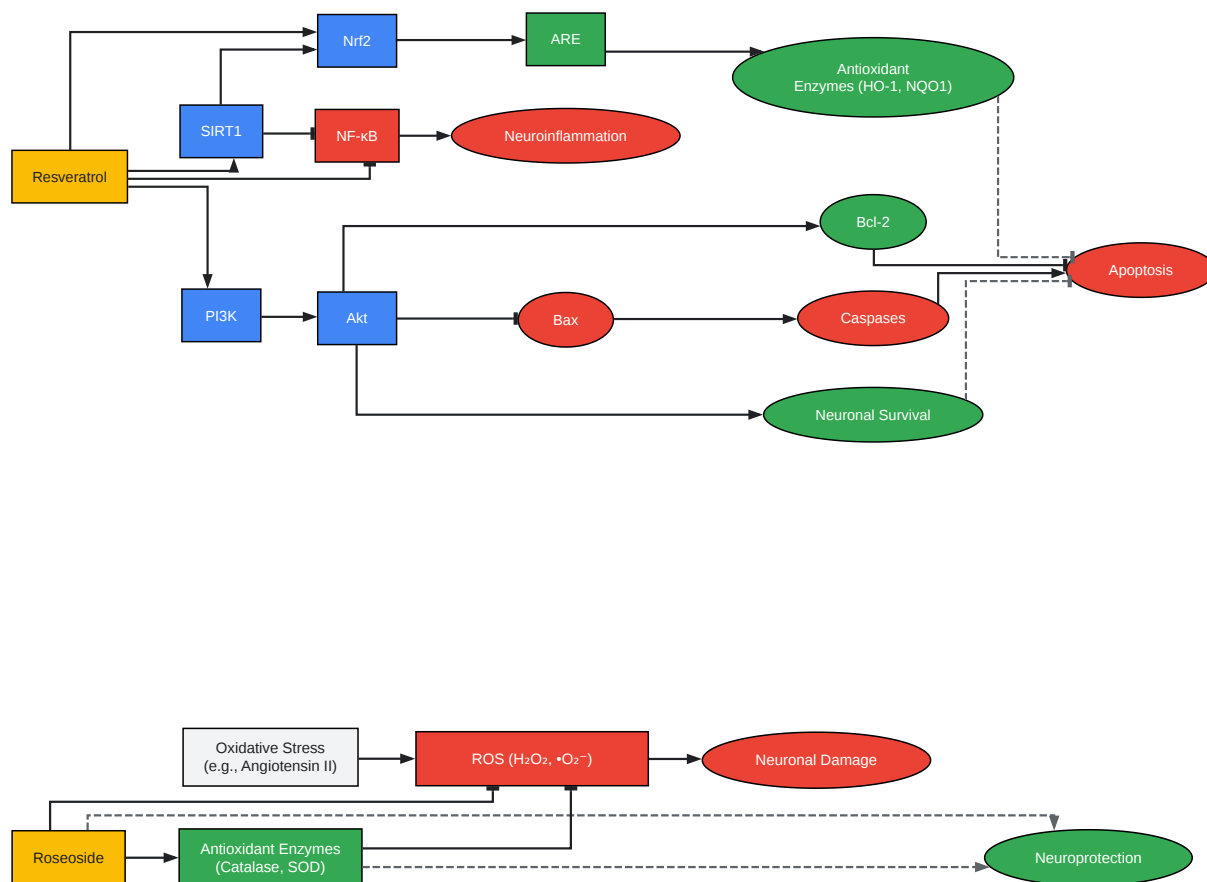 Nrf2
ARE
Antioxidant
Enzymes (HO-1, NQO1)
SIRT1
NF-κB
Neuroinflammation
Resveratrol
Bcl-2
Apoptosis
PI3K
Akt
Bax
Caspases
Neuronal Survival
Oxidative Stress
(e.g., Angiotensin II)
ROS (H₂O₂, •O₂⁻)
Neuronal Damage
Roseoside
Antioxidant Enzymes
(Catalase, SOD)
Neuroprotection